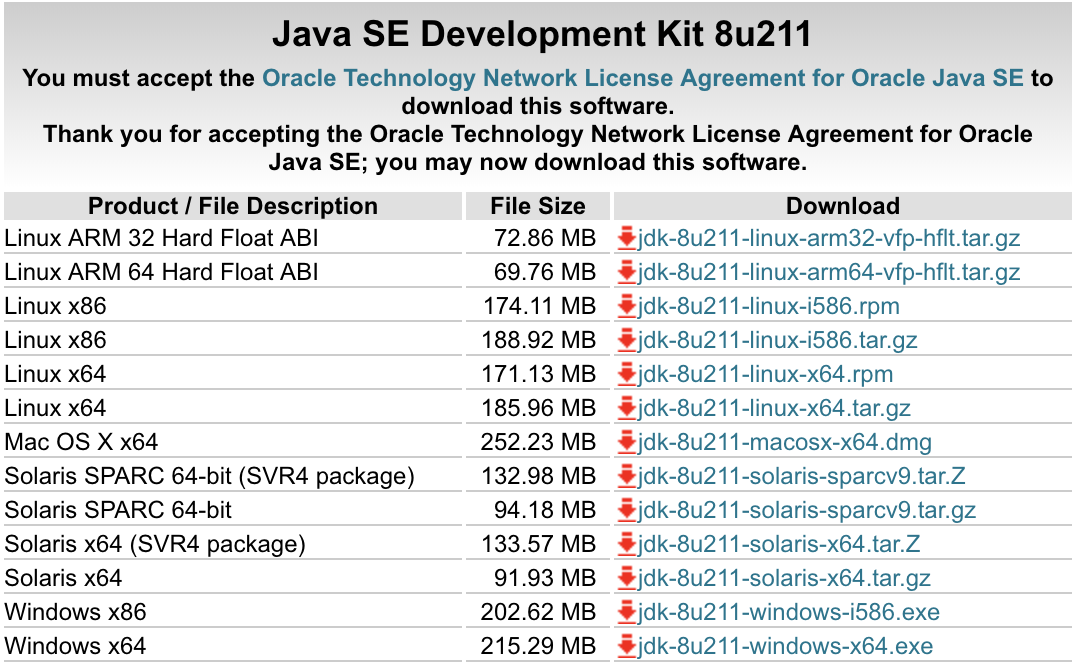 Java SE Development Kit 8u211
You must accept the Oracle Technology Network License Agreement for Oracle Java SE to
download this software.
Thank you for accepting the Oracle Technology Network License Agreement for Oracle
Java SE; you may now download this software.
Product / File Description File Size Download
Linux ARM 32 Hard Float ABI 72.86 MB jdk-8u211-linux-arm32-vfp-hflt.tar.gz
Linux ARM 64 Hard Float ABI 69.76 MB jdk-8u211-linux-arm64-vfp-hflt.tar.gz
Linux x86 174.11 MB jdk-8u211-linux-i586.rpm
Linux x86 188.92 MB jdk-8u211-linux-i586.tar.gz
Linux x64 171.13 MB jdk-8u211-linux-x64.rpm
Linux x64 185.96 MB jdk-8u211-linux-x64.tar.gz
Mac OS X x64 252.23 MB jdk-8u211-macosx-x64.dmg
Solaris SPARC 64-bit (SVR4 package) 132.98 MB jdk-8u211-solaris-sparcv9.tar.Z
Solaris SPARC 64-bit 94.18 MB jdk-8u211-solaris-sparcv9.tar.gz
Solaris x64 (SVR4 package) 133.57 MB jdk-8u211-solaris-x64.tar.Z
Solaris x64 91.93 MB jdk-8u211-solaris-x64.tar.gz
Windows x86 202.62 MB jdk-8u211-windows-i586.exe
Windows x64 215.29 MB jdk-8u211-windows-x64.exe